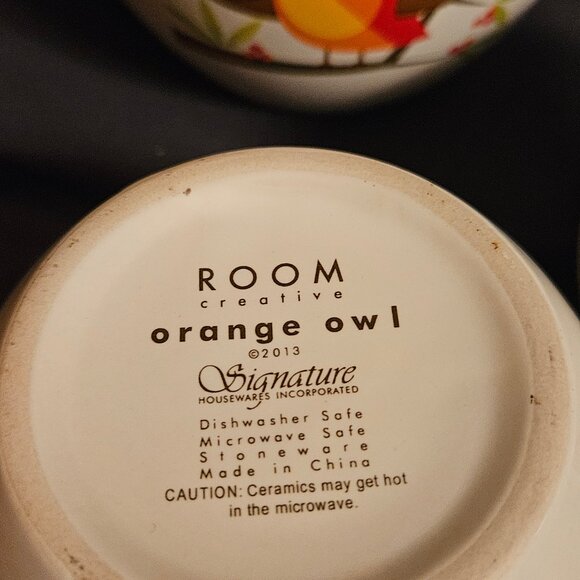 ROOM
creative
orange owl
©2013
Signature
HOUSEWARES INCORPORATED
Dishwasher Safe
Microwave Safe
Stoneware
Made in China
CAUTION: Ceramics may get hot
in the microwave.